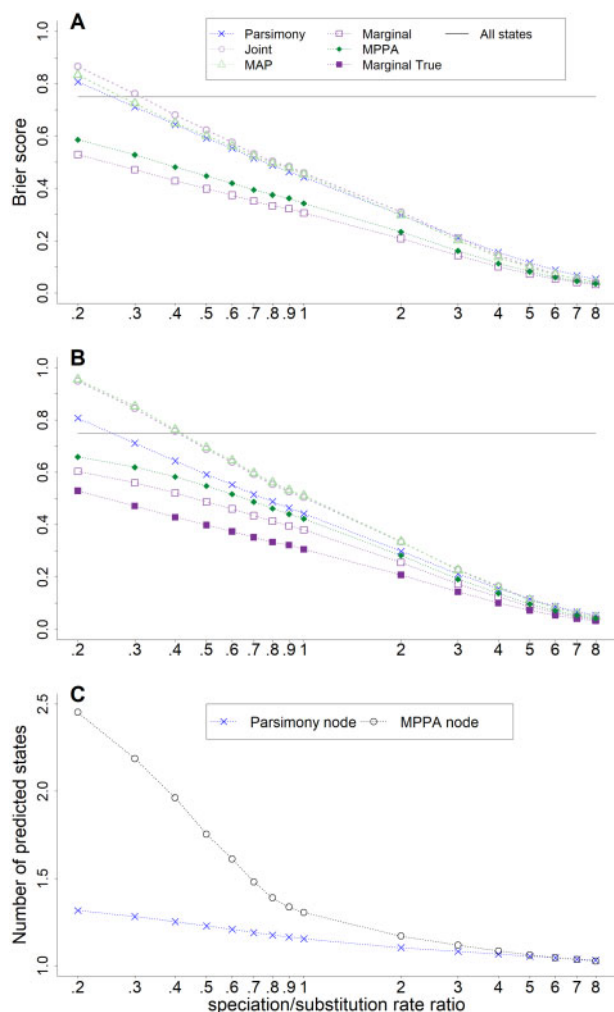 A
Parsimony Marginal All states
Joint MPPA
MAP Marginal True
Brier score
1.0
0.8
0.6
0.4
0.2
0.0
.2 .3 .4 .5 .6 .7 .8 .9 1 2 3 4 5 6 7 8
B
1.0
0.8
0.6
0.4
0.2
0.0
.2 .3 .4 .5 .6 .7 .8 .9 1 2 3 4 5 6 7 8
C
Parsimony node MPPA node
Number of predicted states
2.5
2.0
1.5
1.0
.2 .3 .4 .5 .6 .7 .8 .9 1 2 3 4 5 6 7 8
speciation/substitution rate ratio